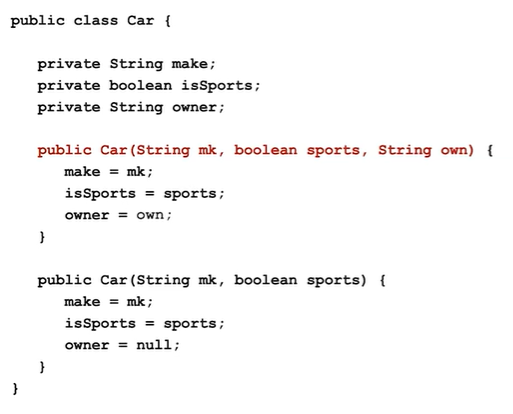 public class Car {
private String make;
private boolean isSports;
private String owner;
public Car(String mk, boolean sports, String own) {
make = mk;
isSports = sports;
owner = own;
}
public Car(String mk, boolean sports) {
make = mk;
isSports = sports;
owner = null;
}
}